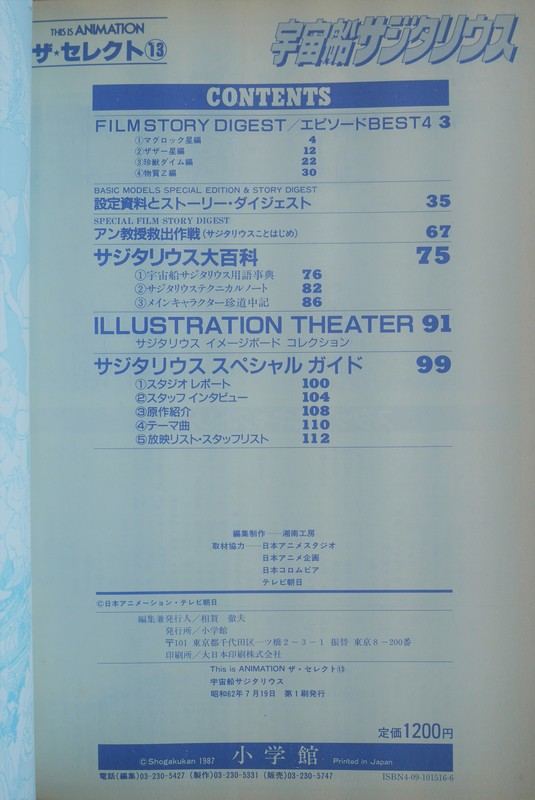 THIS IS ANIMATION
ザ★セレクト⑬
宇宙船サジタリウス
CONTENTS
FILM STORY DIGEST/エピソードBEST4 3
①マグロック星編 4
②ザザー星編 12
③珍獣ダイム編 22
④物質Z編 30
BASIC MODELS SPECIAL EDITION & STORY DIGEST
設定資料とストーリー・ダイジェスト 35
SPECIAL FILM STORY DIGEST
アン教授救出作戦(サジタリウスことはじめ) 67
サジタリウス大百科 75
①宇宙船サジタリウス用語事典 76
②サジタリウステクニカルノート 82
③メインキャラクター珍道中記 86
ILLUSTRATION THEATER 91
サジタリウス イメージボード コレクション
サジタリウス スペシャル ガイド 99
①スタジオ レポート 100
②スタッフ インタビュー 104
③原作紹介 108
④テーマ曲 110
⑤放映リスト・スタッフリスト 112
編集制作——湘南工房
取材協力——日本アニメスタジオ
日本アニメ企画
日本コロムビア
テレビ朝日
©日本アニメーション・テレビ朝日
編集兼発行人/相賀 徹夫
発行所/小学館
〒101 東京都千代田区一ツ橋2-3-1 振替 東京8-200番
印刷所/大日本印刷株式会社
This is ANIMATION ザ・セレクト⑬
宇宙船サジタリウス
昭和62年7月19日 第1刷発行
定価1200円
©Shogakukan 1987 小学館 Printed in Japan
電話(編集)03-230-5427 (製作)03-230-5331 (販売)03-230-5747
ISBN4-09-101516-6